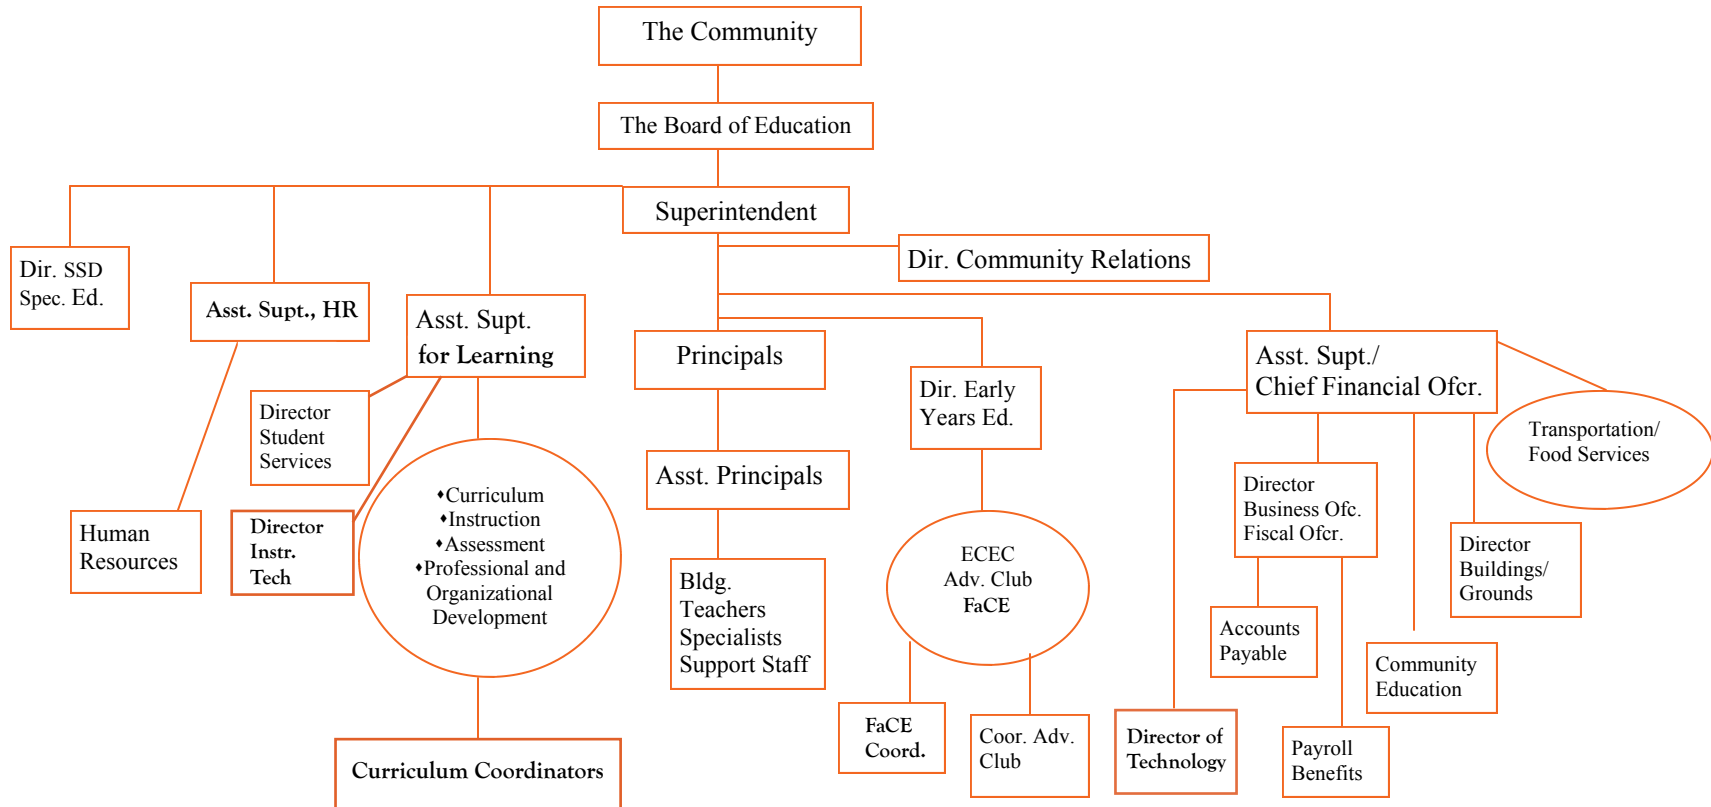 The Community
The Board of Education
Superintendent
Dir. Community Relations
Dir. SSD
Spec. Ed.
Asst. Supt., HR
Asst. Supt.
for Learning
Principals
Dir. Early
Years Ed.
Asst. Supt./
Chief Financial Ofcr.
Transportation/
Food Services
Director
Student
Services
Human
Resources
Director
Instr.
Tech
♦Curriculum
♦Instruction
♦Assessment
♦Professional and
Organizational
Development
Curriculum Coordinators
Asst. Principals
Bldg.
Teachers
Specialists
Support Staff
ECEC
Adv. Club
FaCE
FaCE
Coord.
Coor. Adv.
Club
Director
Business Ofc.
Fiscal Ofcr.
Director
Buildings/
Grounds
Accounts
Payable
Community
Education
Director of
Technology
Payroll
Benefits